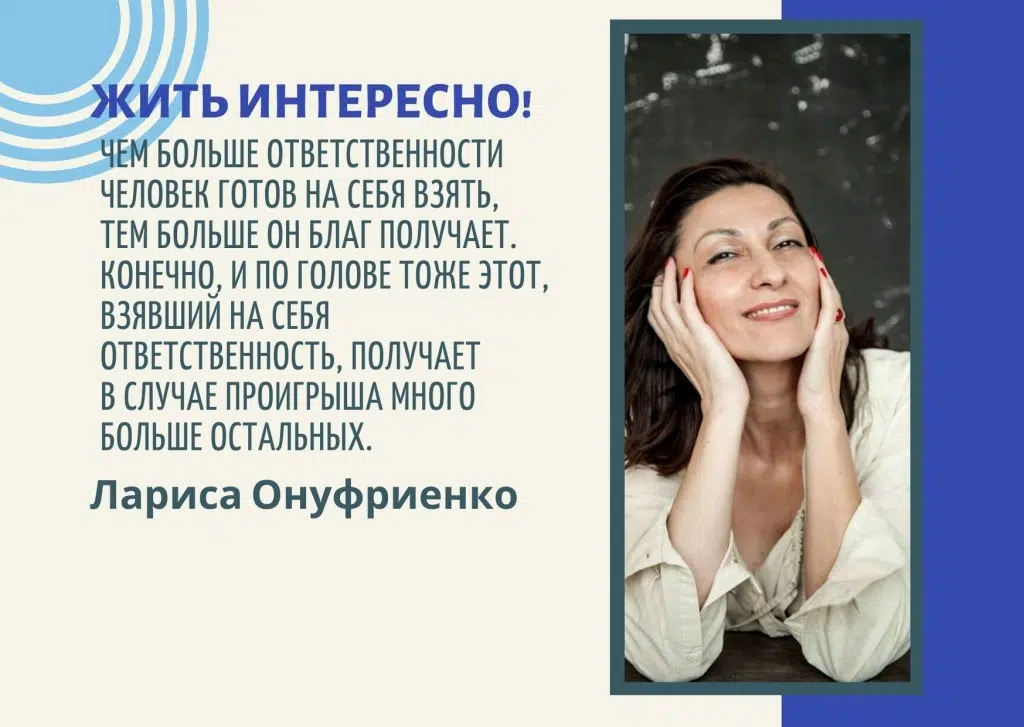 ЖИТЬ ИНТЕРЕСНО!
ЧЕМ БОЛЬШЕ ОТВЕТСТВЕННОСТИ
ЧЕЛОВЕК ГОТОВ НА СЕБЯ ВЗЯТЬ,
ТЕМ БОЛЬШЕ ОН БЛАГ ПОЛУЧАЕТ.
КОНЕЧНО, И ПО ГОЛОВЕ ТОЖЕ ЭТОТ,
ВЗЯВШИЙ НА СЕБЯ
ОТВЕТСТВЕННОСТЬ, ПОЛУЧАЕТ
В СЛУЧАЕ ПРОИГРЫША МНОГО
БОЛЬШЕ ОСТАЛЬНЫХ.
Лариса Онуфриенко